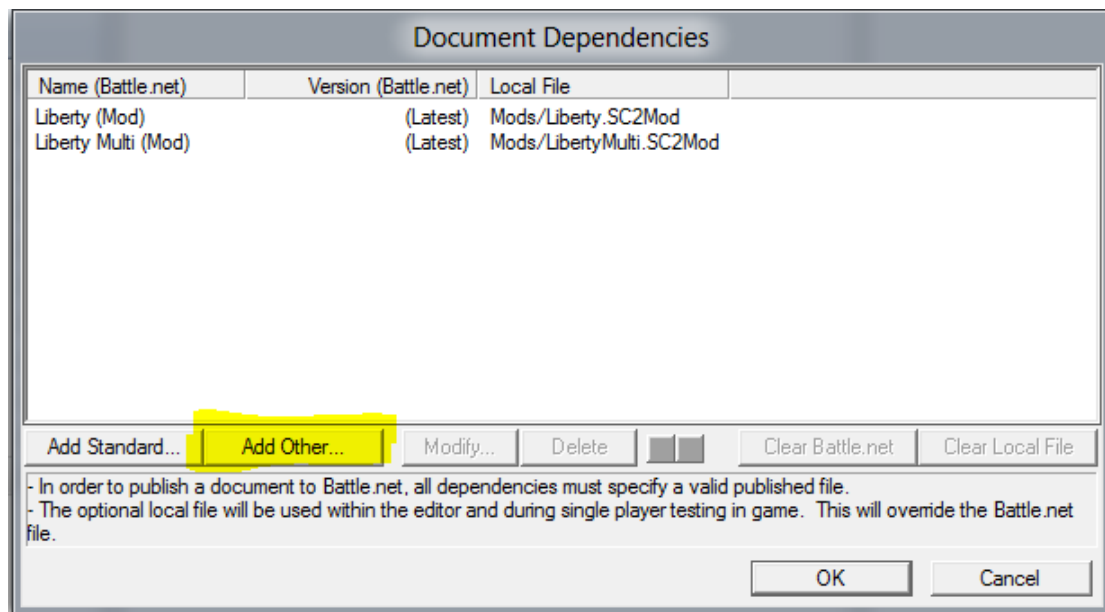 Document Dependencies
Name (Battle.net) Version (Battle.net) Local File
Liberty (Mod) (Latest) Mods/Liberty.SC2Mod
Liberty Multi (Mod) (Latest) Mods/LibertyMulti.SC2Mod
Add Standard... Add Other... Modify... Delete Clear Battle.net Clear Local File
- In order to publish a document to Battle.net, all dependencies must specify a valid published file.
- The optional local file will be used within the editor and during single player testing in game.  This will override the Battle.net
file.
OK Cancel